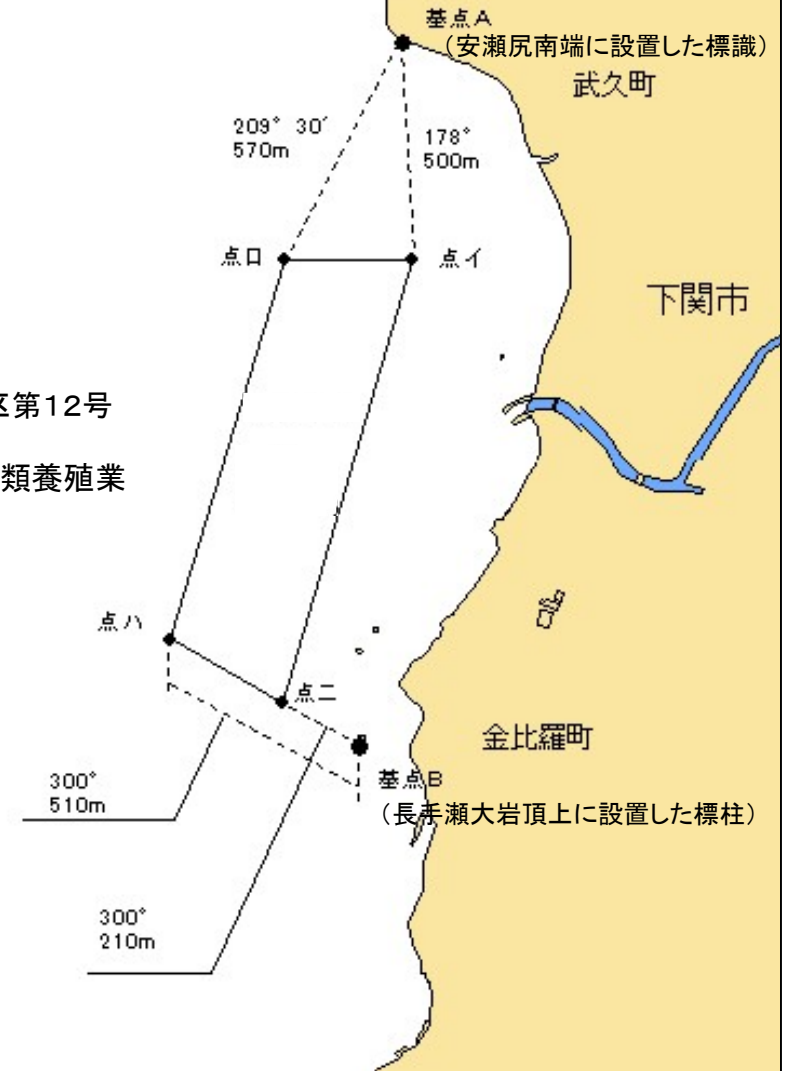 基点A
(安瀬尻南端に設置した標識)
武久町
209° 30′
570m
178°
500m
点ロ
点イ
下関市
区第12号
類養殖業
点ハ
点ニ
金比羅町
300°
510m
基点B
(長手瀬大岩頂上に設置した標柱)
300°
210m